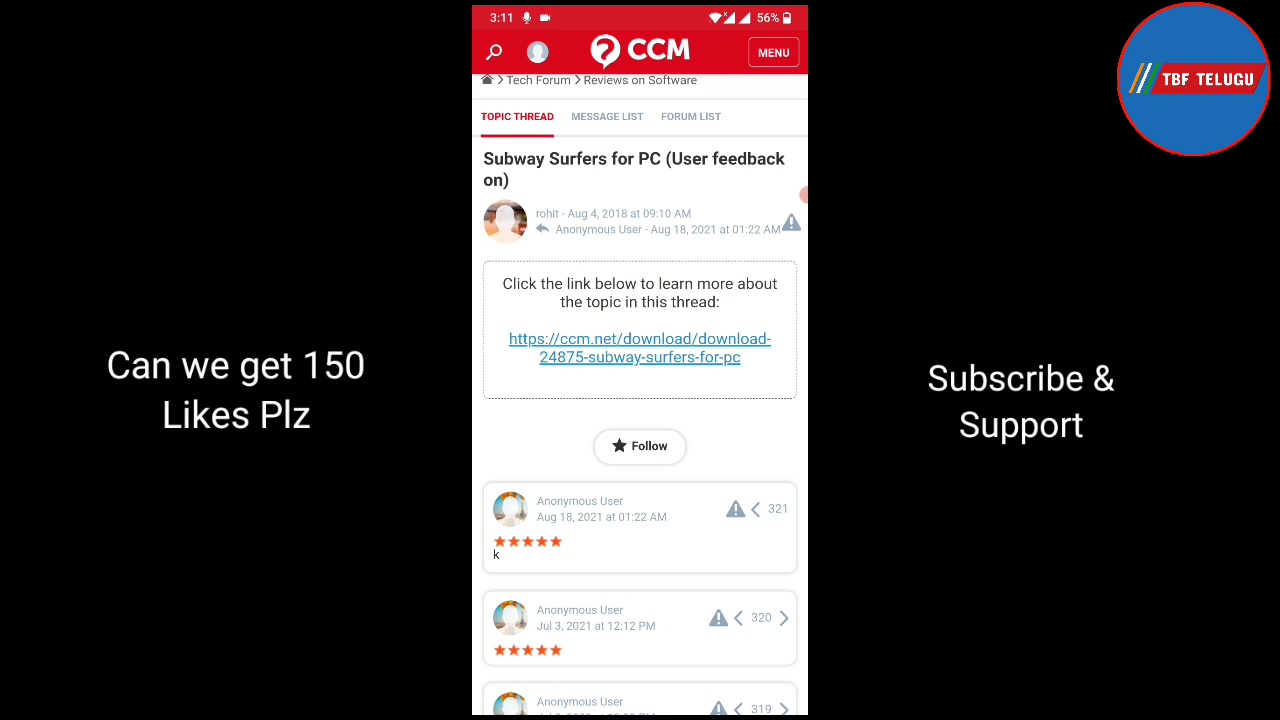 3:11
56%
CCM
MENU
Tech Forum
Reviews on Software
TOPIC THREAD
MESSAGE LIST
FORUM LIST
Subway Surfers for PC (User feedback
on)
rohit - Aug 4, 2018 at 09:10 AM
Anonymous User - Aug 18, 2021 at 01:22 AM
Click the link below to learn more about
the topic in this thread:
https://ccm.net/download/download-
24875-subway-surfers-for-pc
Follow
Anonymous User
Aug 18, 2021 at 01:22 AM
321
k
Anonymous User
Jul 3, 2021 at 12:12 PM
320
Anonymous User
319
Can we get 150
Likes Plz
Subscribe &
Support
TBF TELUGU